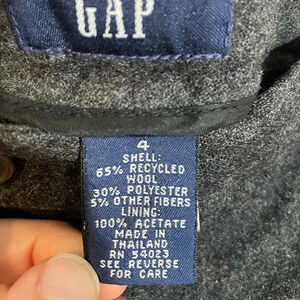 GAP
4
SHELL:
65% RECYCLED
WOOL
30% POLYESTER
5% OTHER FIBERS
LINING:
100% ACETATE
MADE IN
THAILAND
RN 54023
SEE REVERSE
FOR CARE